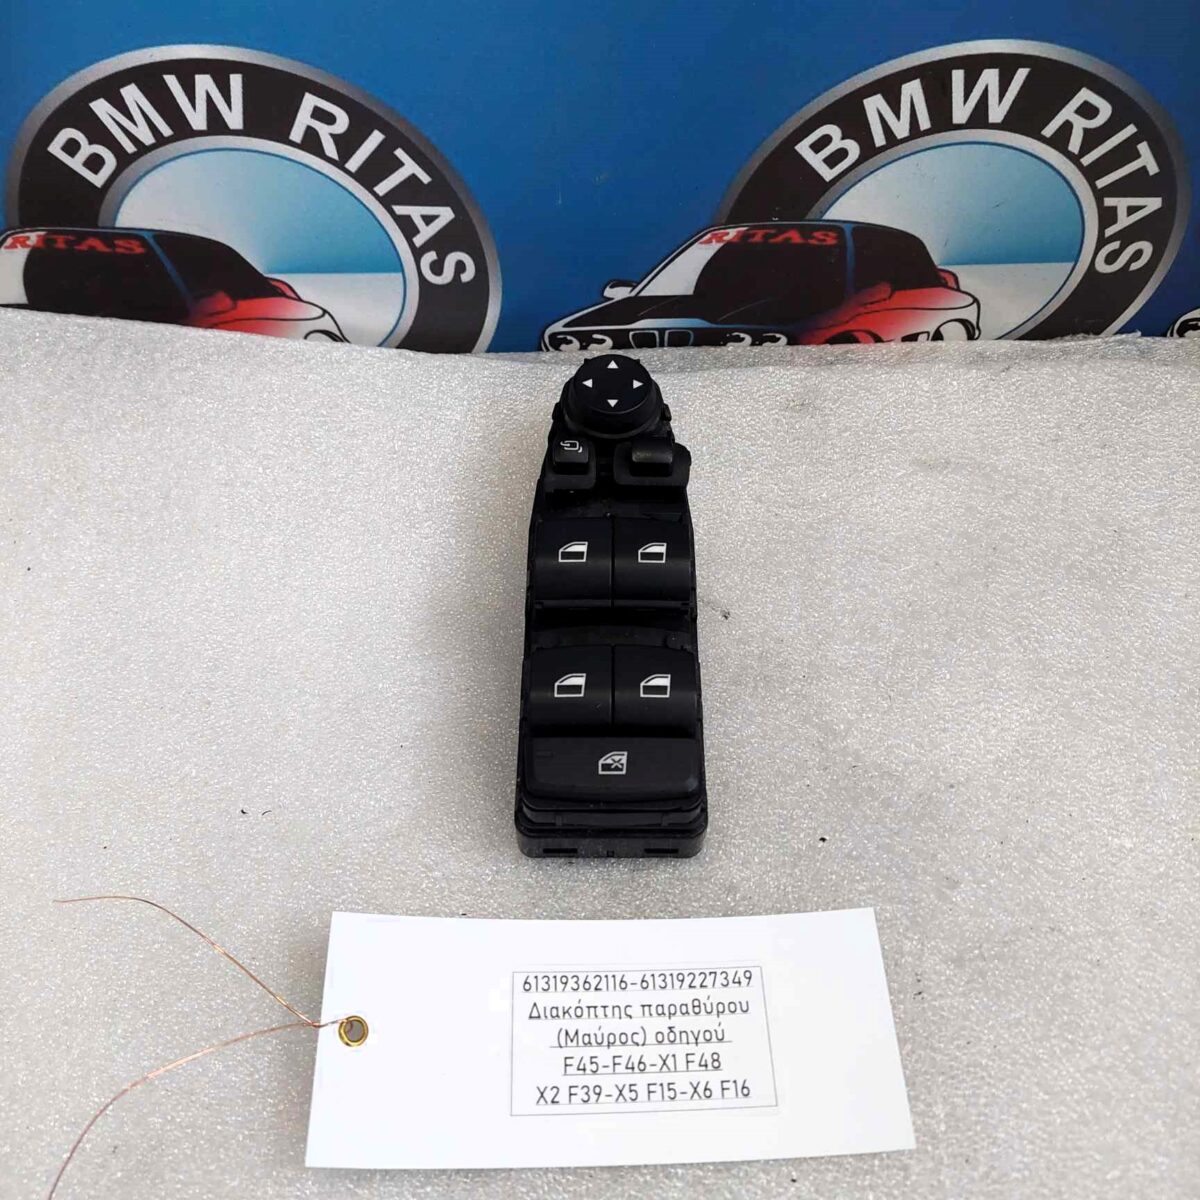 BMW RITAS
BMW RITAS
RITAS
RITAS
61319362116-61319227349
Διακόπτης παραθύρου
(Μαύρος) οδηγού
F45-F46-X1 F48
X2 F39-X5 F15-X6 F16